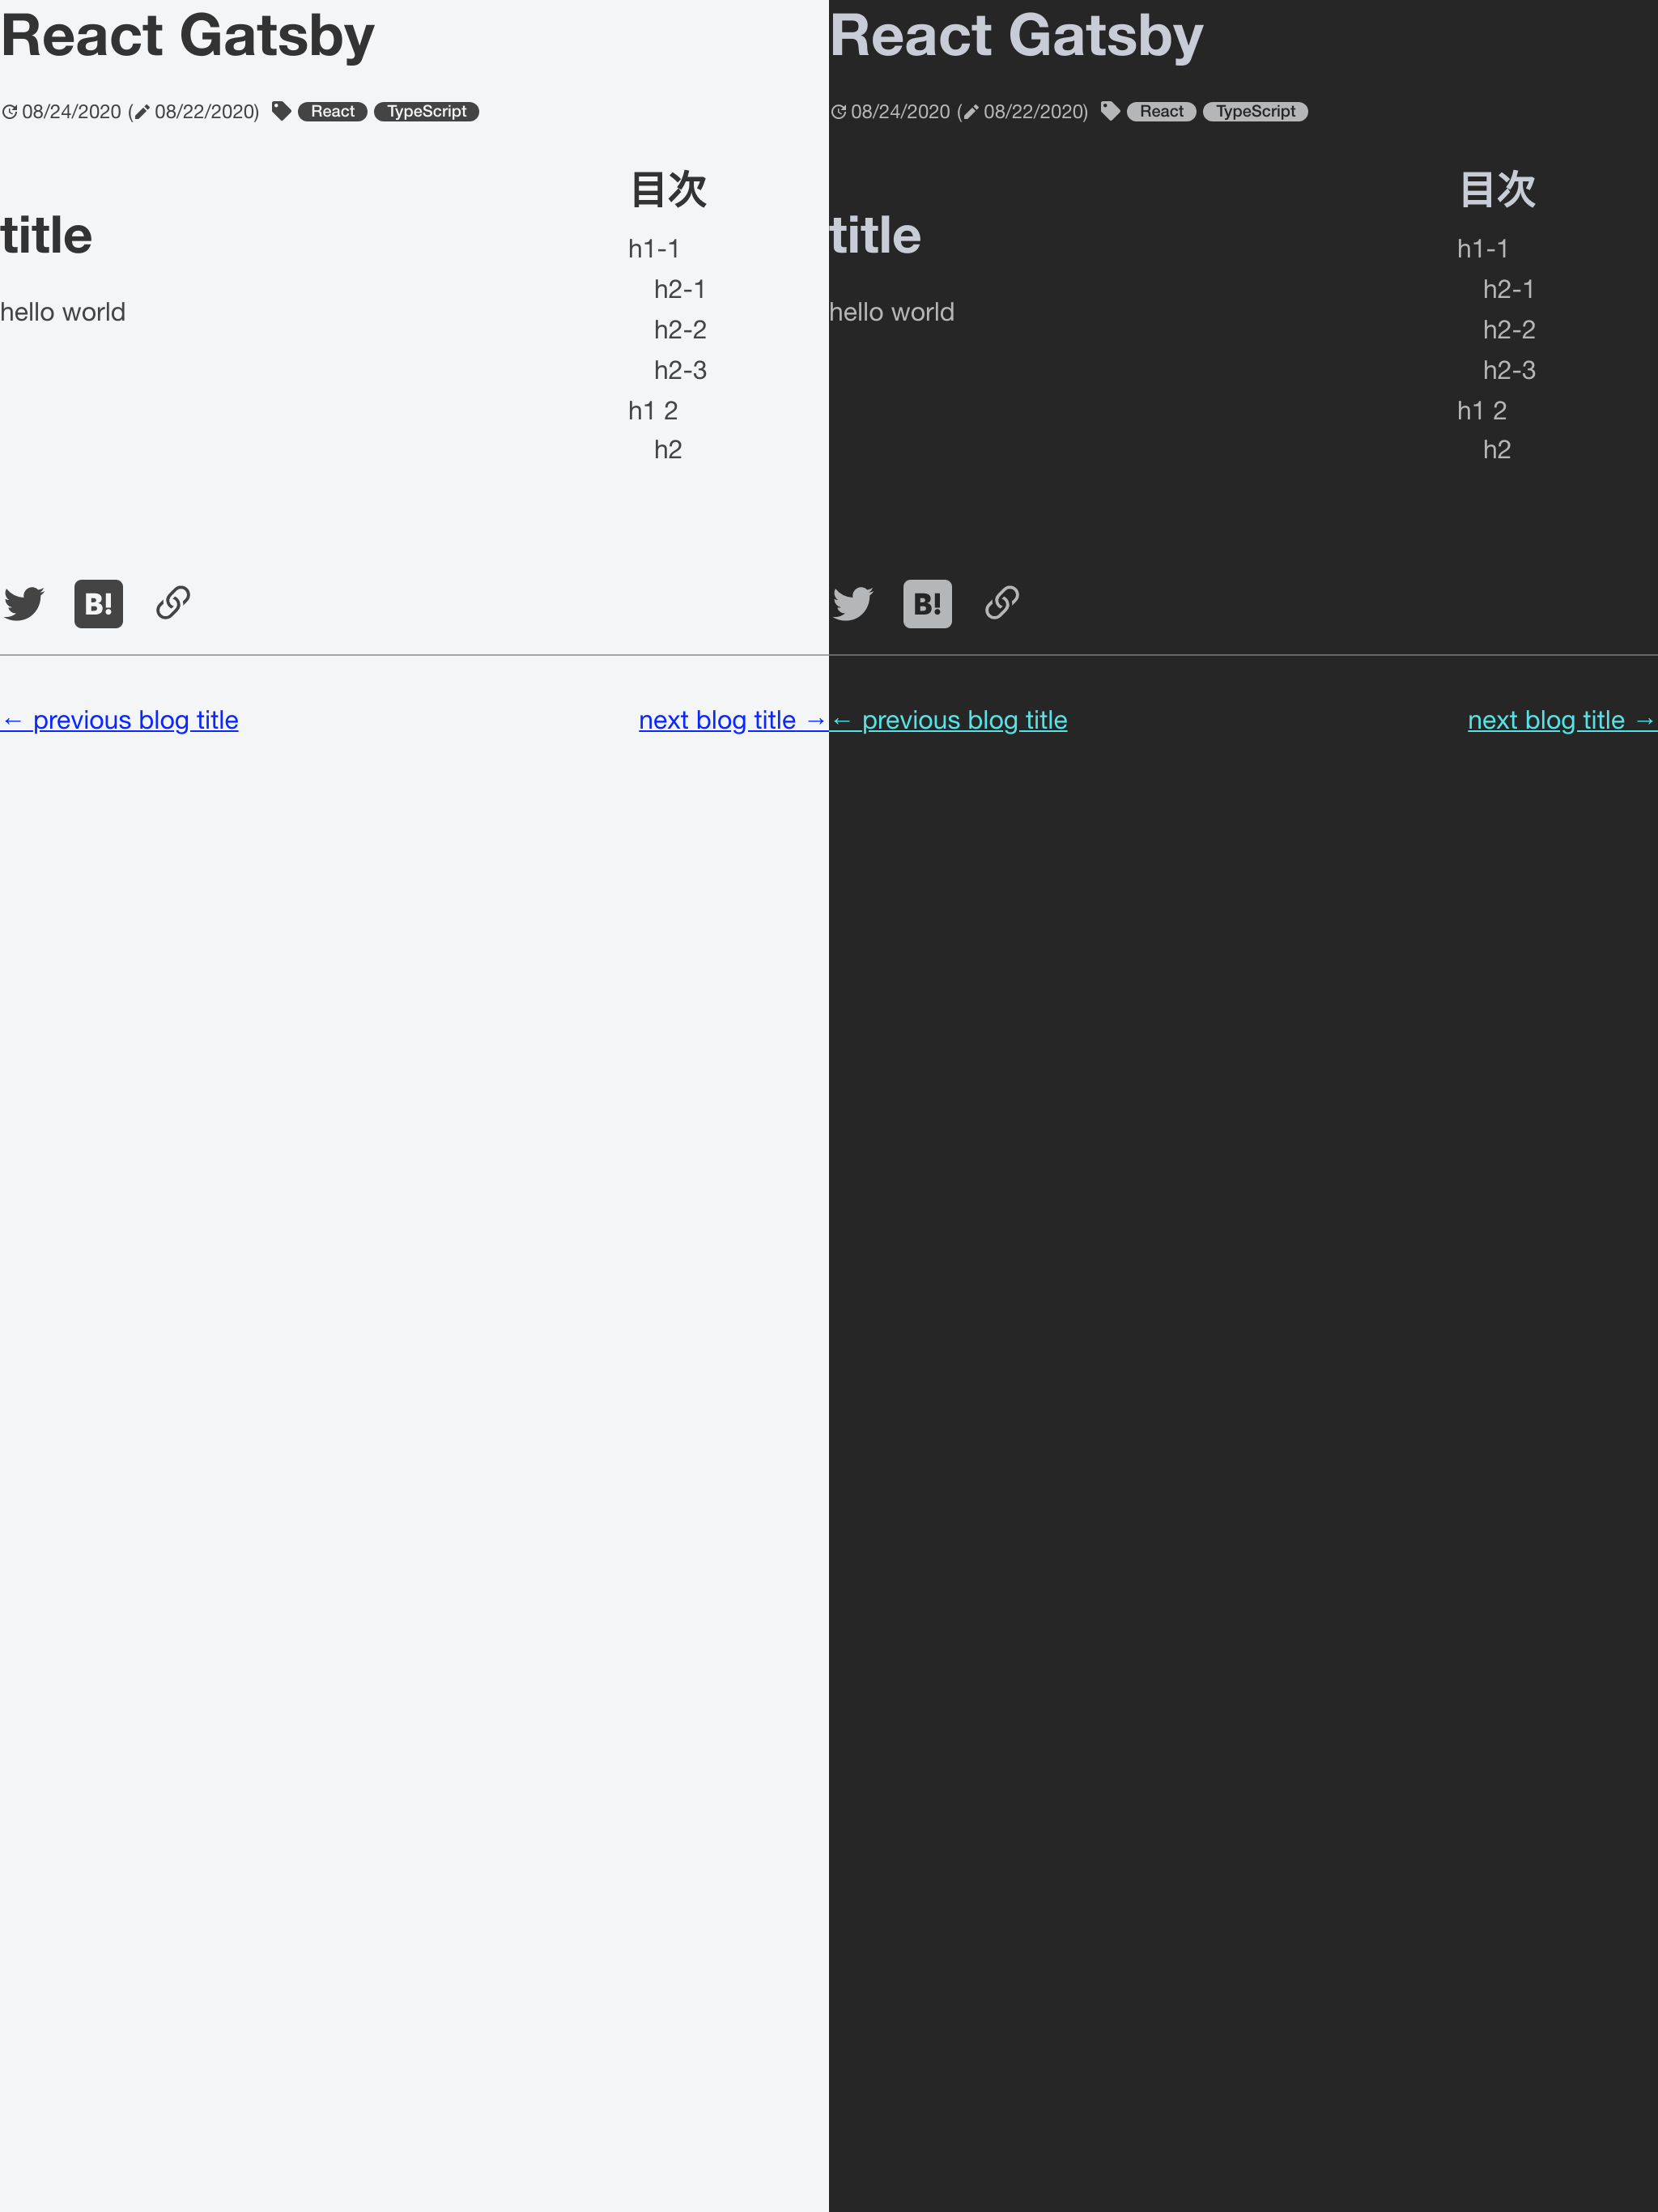 React Gatsby
08/24/2020 ( 08/22/2020) React TypeScript
title
hello world
目次
h1-1
h2-1
h2-2
h2-3
h1 2
h2
B!
← previous blog title
next blog title →
React Gatsby
08/24/2020 ( 08/22/2020) React TypeScript
title
hello world
目次
h1-1
h2-1
h2-2
h2-3
h1 2
h2
B!
← previous blog title
next blog title →